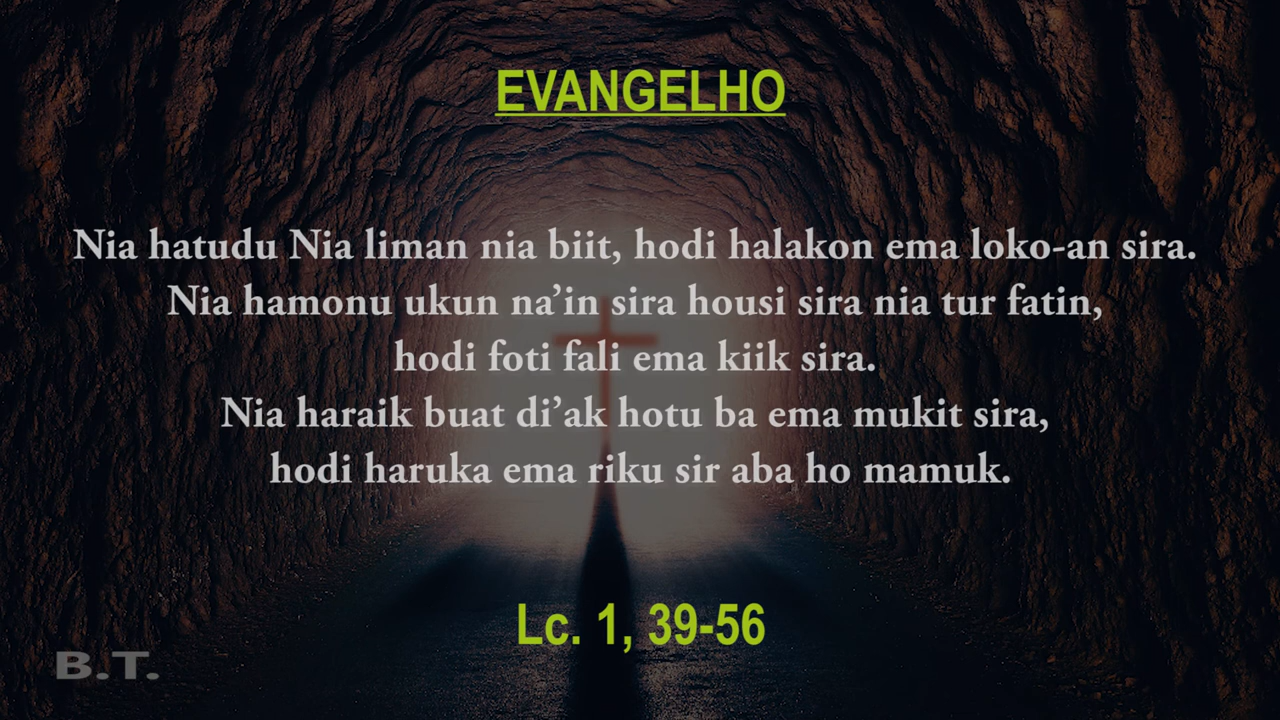 EVANGELHO
Nia hatudu Nia liman nia biit, hodi halakon ema loko-an sira.
Nia hamonu ukun na’in sira housi sira nia tur fatin,
hodi foti fali ema kiik sira.
Nia haraik buat di’ak hotu ba ema mukit sira,
hodi haruka ema riku sir aba ho mamuk.
Lc. 1, 39-56
B.T.